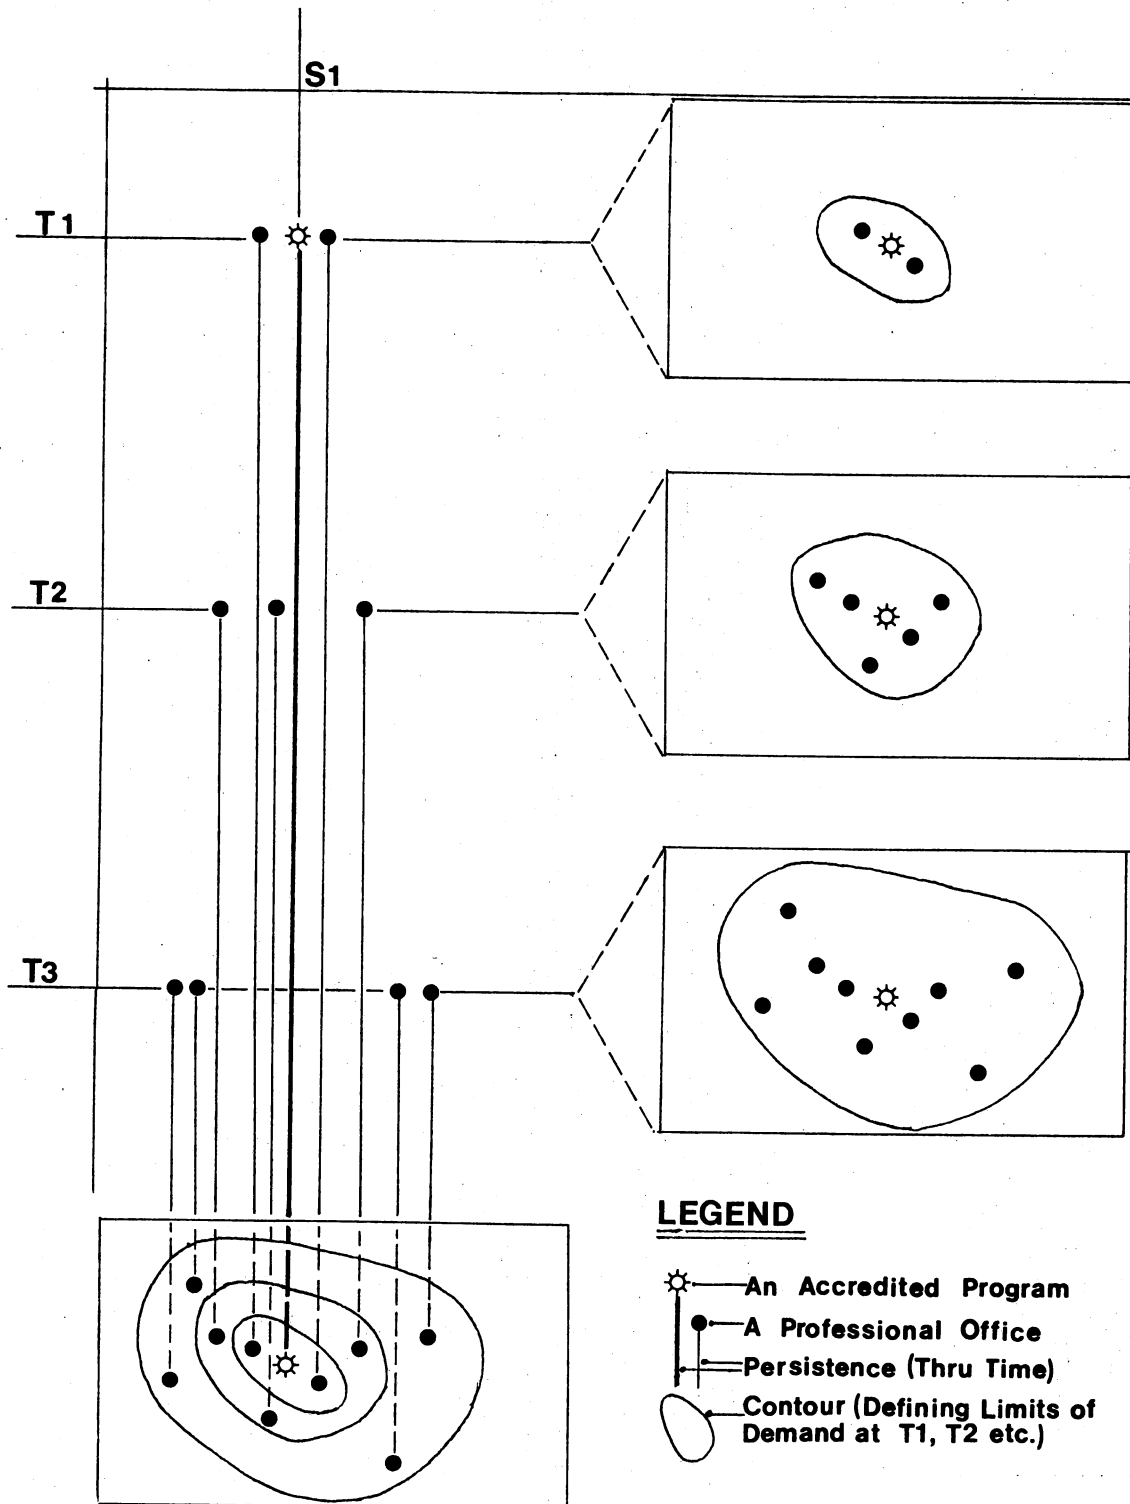 S1
T1
T2
T3
LEGEND
An Accredited Program
A Professional Office
Persistence (Thru Time)
Contour (Defining Limits of
Demand at T1, T2 etc.)